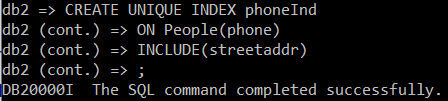 db2 => CREATE UNIQUE INDEX phoneInd
db2 (cont.) => ON People(phone)
db2 (cont.) => INCLUDE(streetaddr)
db2 (cont.) => ;
DB20000I  The SQL command completed successfully.